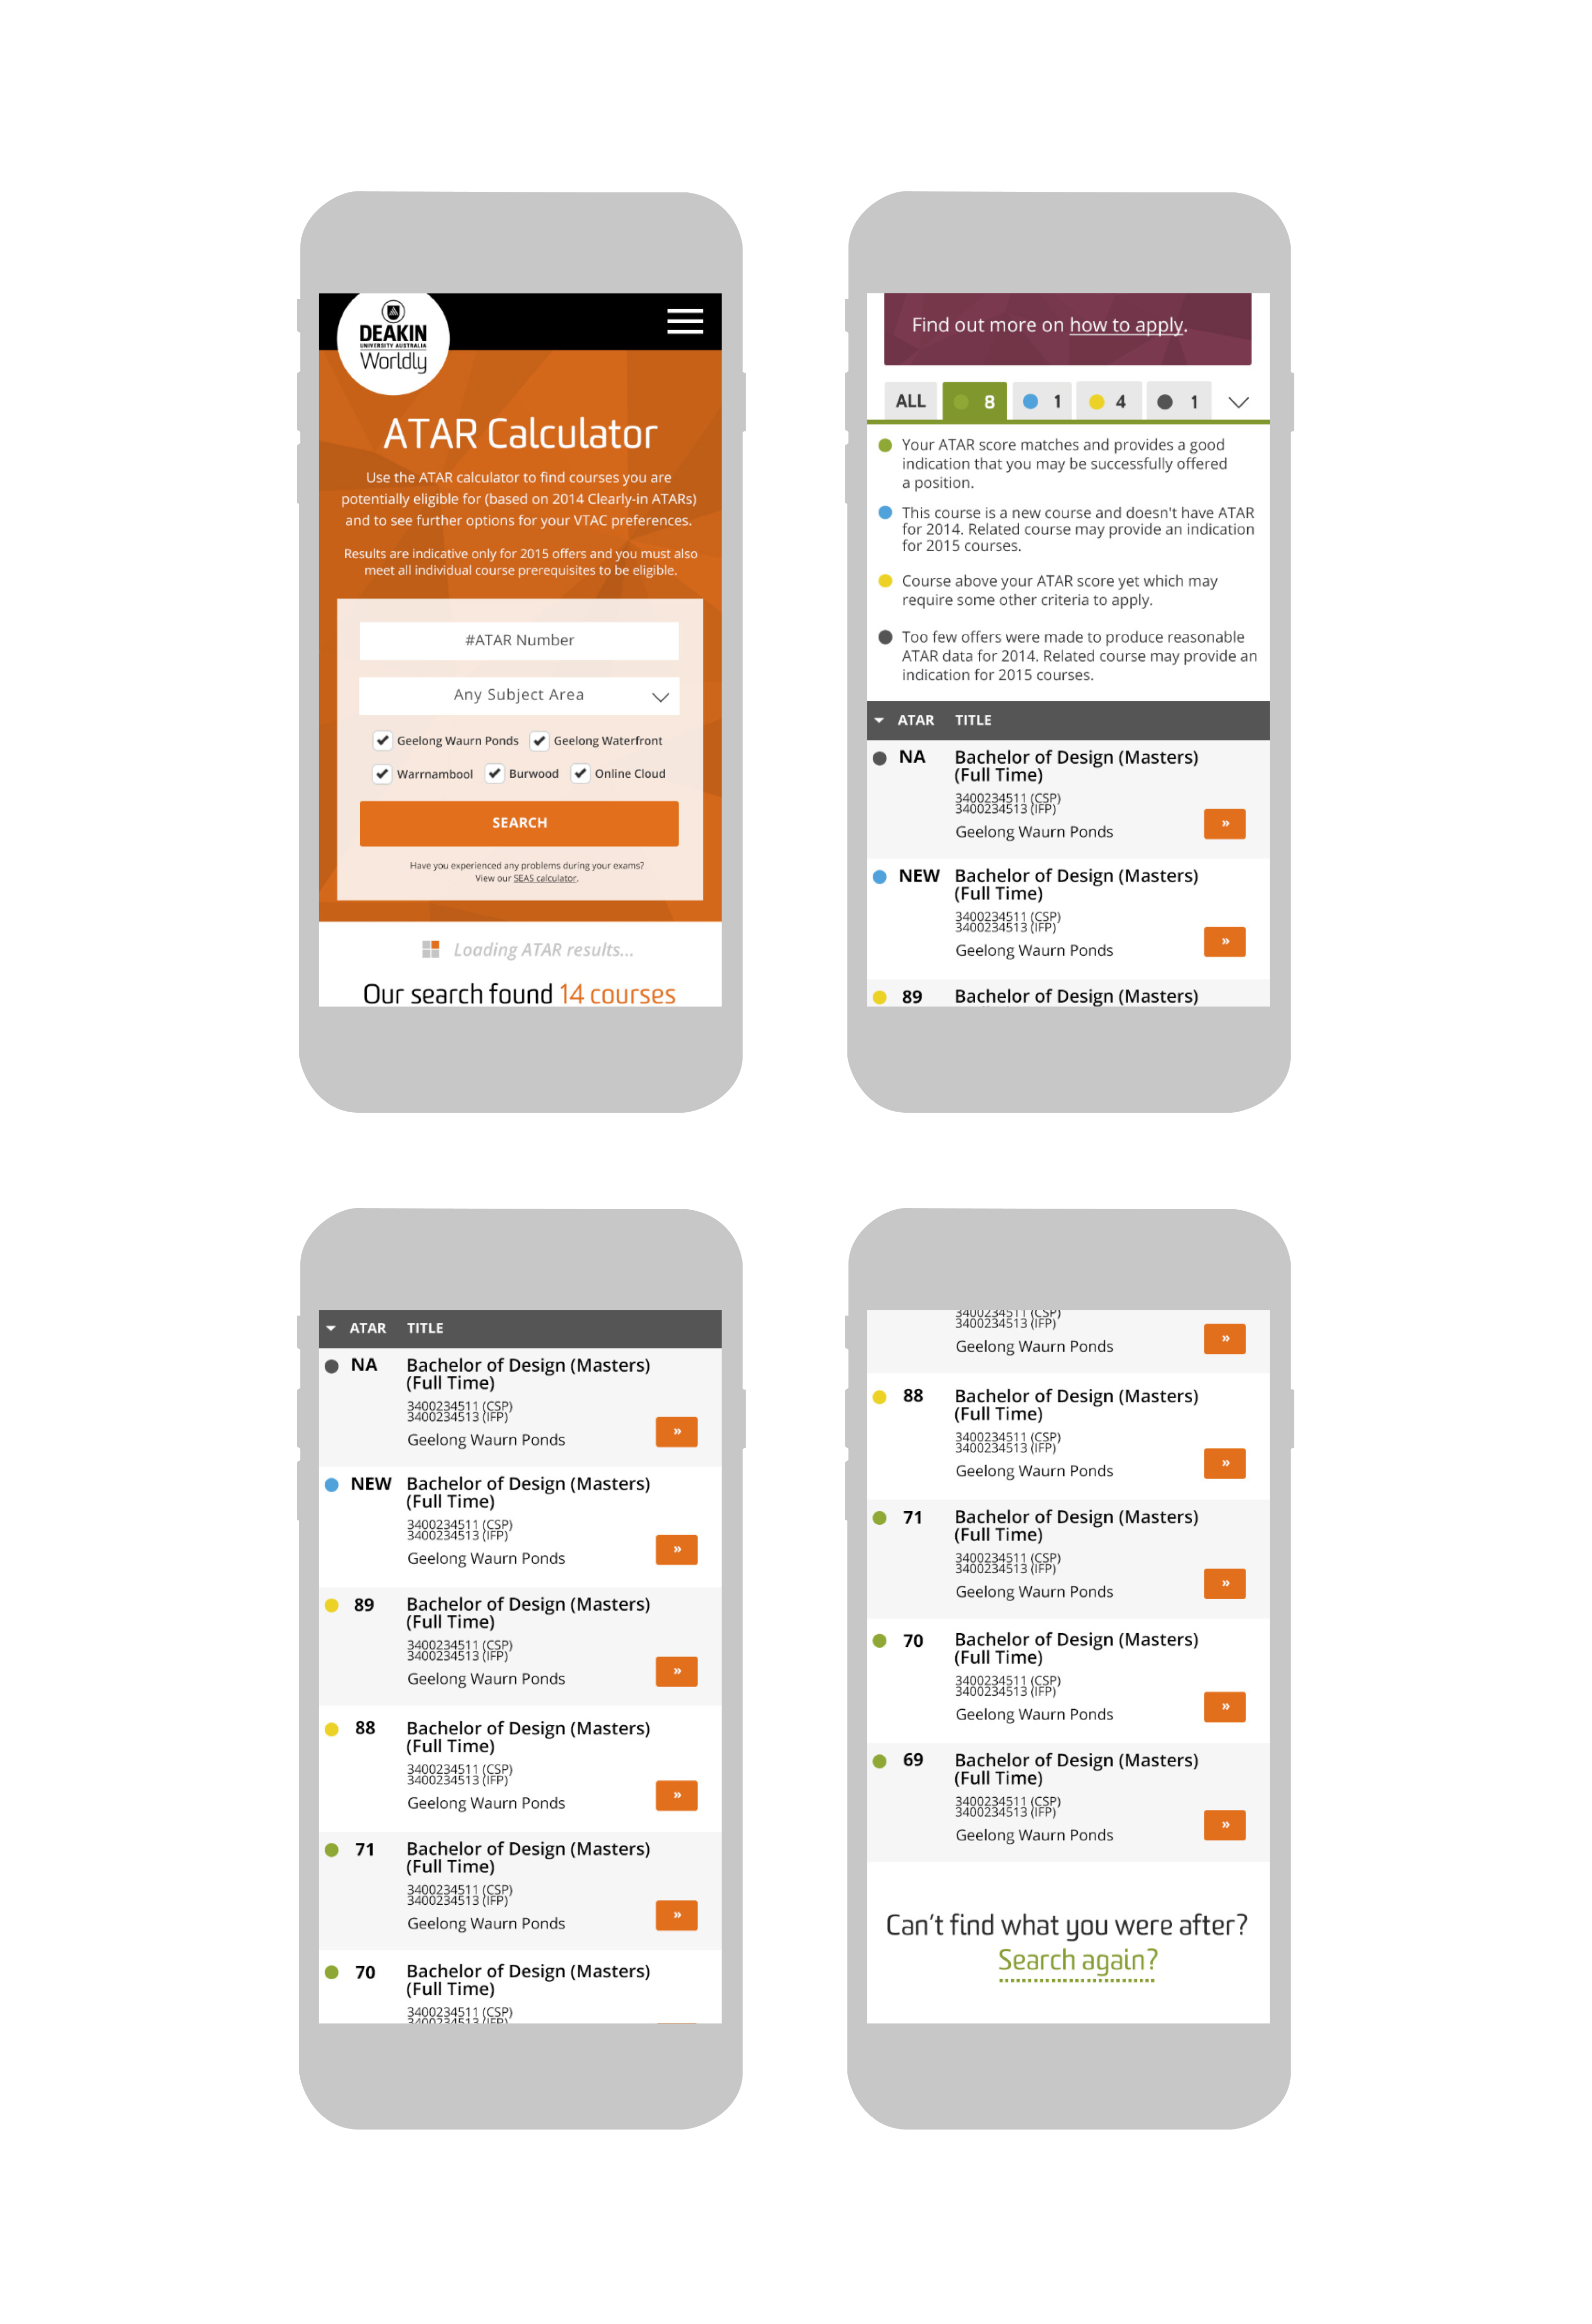 DEAKIN
UNIVERSITY AUSTRALIA
Worldly
ATAR Calculator
Use the ATAR calculator to find courses you are
potentially eligible for (based on 2014 Clearly-in ATARs)
and to see further options for your VTAC preferences.
Results are indicative only for 2015 offers and you must also
meet all individual course prerequisites to be eligible.
#ATAR Number
Any Subject Area
Geelong Waurn Ponds Geelong Waterfront
Warrnambool Burwood Online Cloud
SEARCH
Have you experienced any problems during your exams?
View our SEAS calculator.
Loading ATAR results...
Our search found 14 courses
Find out more on how to apply.
ALL 8 1 4 1
Your ATAR score matches and provides a good
indication that you may be successfully offered
a position.
This course is a new course and doesn't have ATAR
for 2014. Related course may provide an indication
for 2015 courses.
Course above your ATAR score yet which may
require some other criteria to apply.
Too few offers were made to produce reasonable
ATAR data for 2014. Related course may provide an
indication for 2015 courses.
ATAR TITLE
NA Bachelor of Design (Masters)
(Full Time)
3400234511 (CSP)
3400234513 (IFP)
Geelong Waurn Ponds »
NEW Bachelor of Design (Masters)
(Full Time)
3400234511 (CSP)
3400234513 (IFP)
Geelong Waurn Ponds »
89 Bachelor of Design (Masters)
ATAR TITLE
NA Bachelor of Design (Masters)
(Full Time)
3400234511 (CSP)
3400234513 (IFP)
Geelong Waurn Ponds »
NEW Bachelor of Design (Masters)
(Full Time)
3400234511 (CSP)
3400234513 (IFP)
Geelong Waurn Ponds »
89 Bachelor of Design (Masters)
(Full Time)
3400234511 (CSP)
3400234513 (IFP)
Geelong Waurn Ponds »
88 Bachelor of Design (Masters)
(Full Time)
3400234511 (CSP)
3400234513 (IFP)
Geelong Waurn Ponds »
71 Bachelor of Design (Masters)
(Full Time)
3400234511 (CSP)
3400234513 (IFP)
Geelong Waurn Ponds »
70 Bachelor of Design (Masters)
(Full Time)
3400234511 (CSP)
3400234513 (IFP)
3400234511 (CSP)
3400234513 (IFP)
Geelong Waurn Ponds »
88 Bachelor of Design (Masters)
(Full Time)
3400234511 (CSP)
3400234513 (IFP)
Geelong Waurn Ponds »
71 Bachelor of Design (Masters)
(Full Time)
3400234511 (CSP)
3400234513 (IFP)
Geelong Waurn Ponds »
70 Bachelor of Design (Masters)
(Full Time)
3400234511 (CSP)
3400234513 (IFP)
Geelong Waurn Ponds »
69 Bachelor of Design (Masters)
(Full Time)
3400234511 (CSP)
3400234513 (IFP)
Geelong Waurn Ponds »
Can't find what you were after?
Search again?